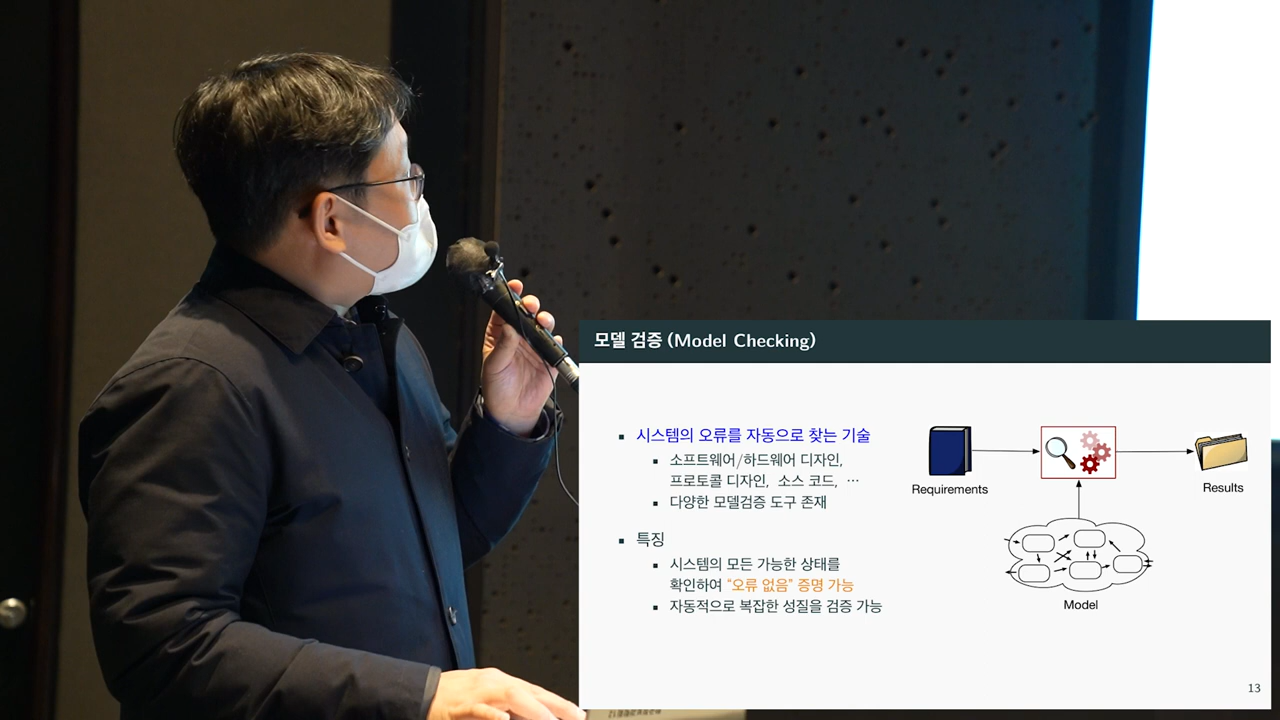 모델 검증 (Model Checking)
시스템의 오류를 자동으로 찾는 기술
소프트웨어/하드웨어 디자인,
프로토콜 디자인, 소스 코드, ⋯
다양한 모델검증 도구 존재
특징
시스템의 모든 가능한 상태를
확인하여 “오류 없음” 증명 가능
자동적으로 복잡한 성질을 검증 가능
Requirements
Results
Model
13